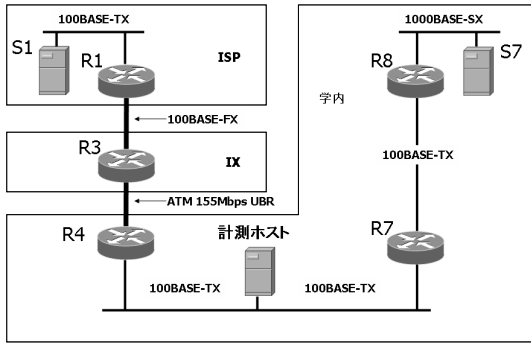 100BASE-TX
S1
R1
ISP
100BASE-FX
R3
IX
ATM 155Mbps UBR
R4
計測ホスト
100BASE-TX
100BASE-TX
1000BASE-SX
R8
S7
学内
100BASE-TX
R7